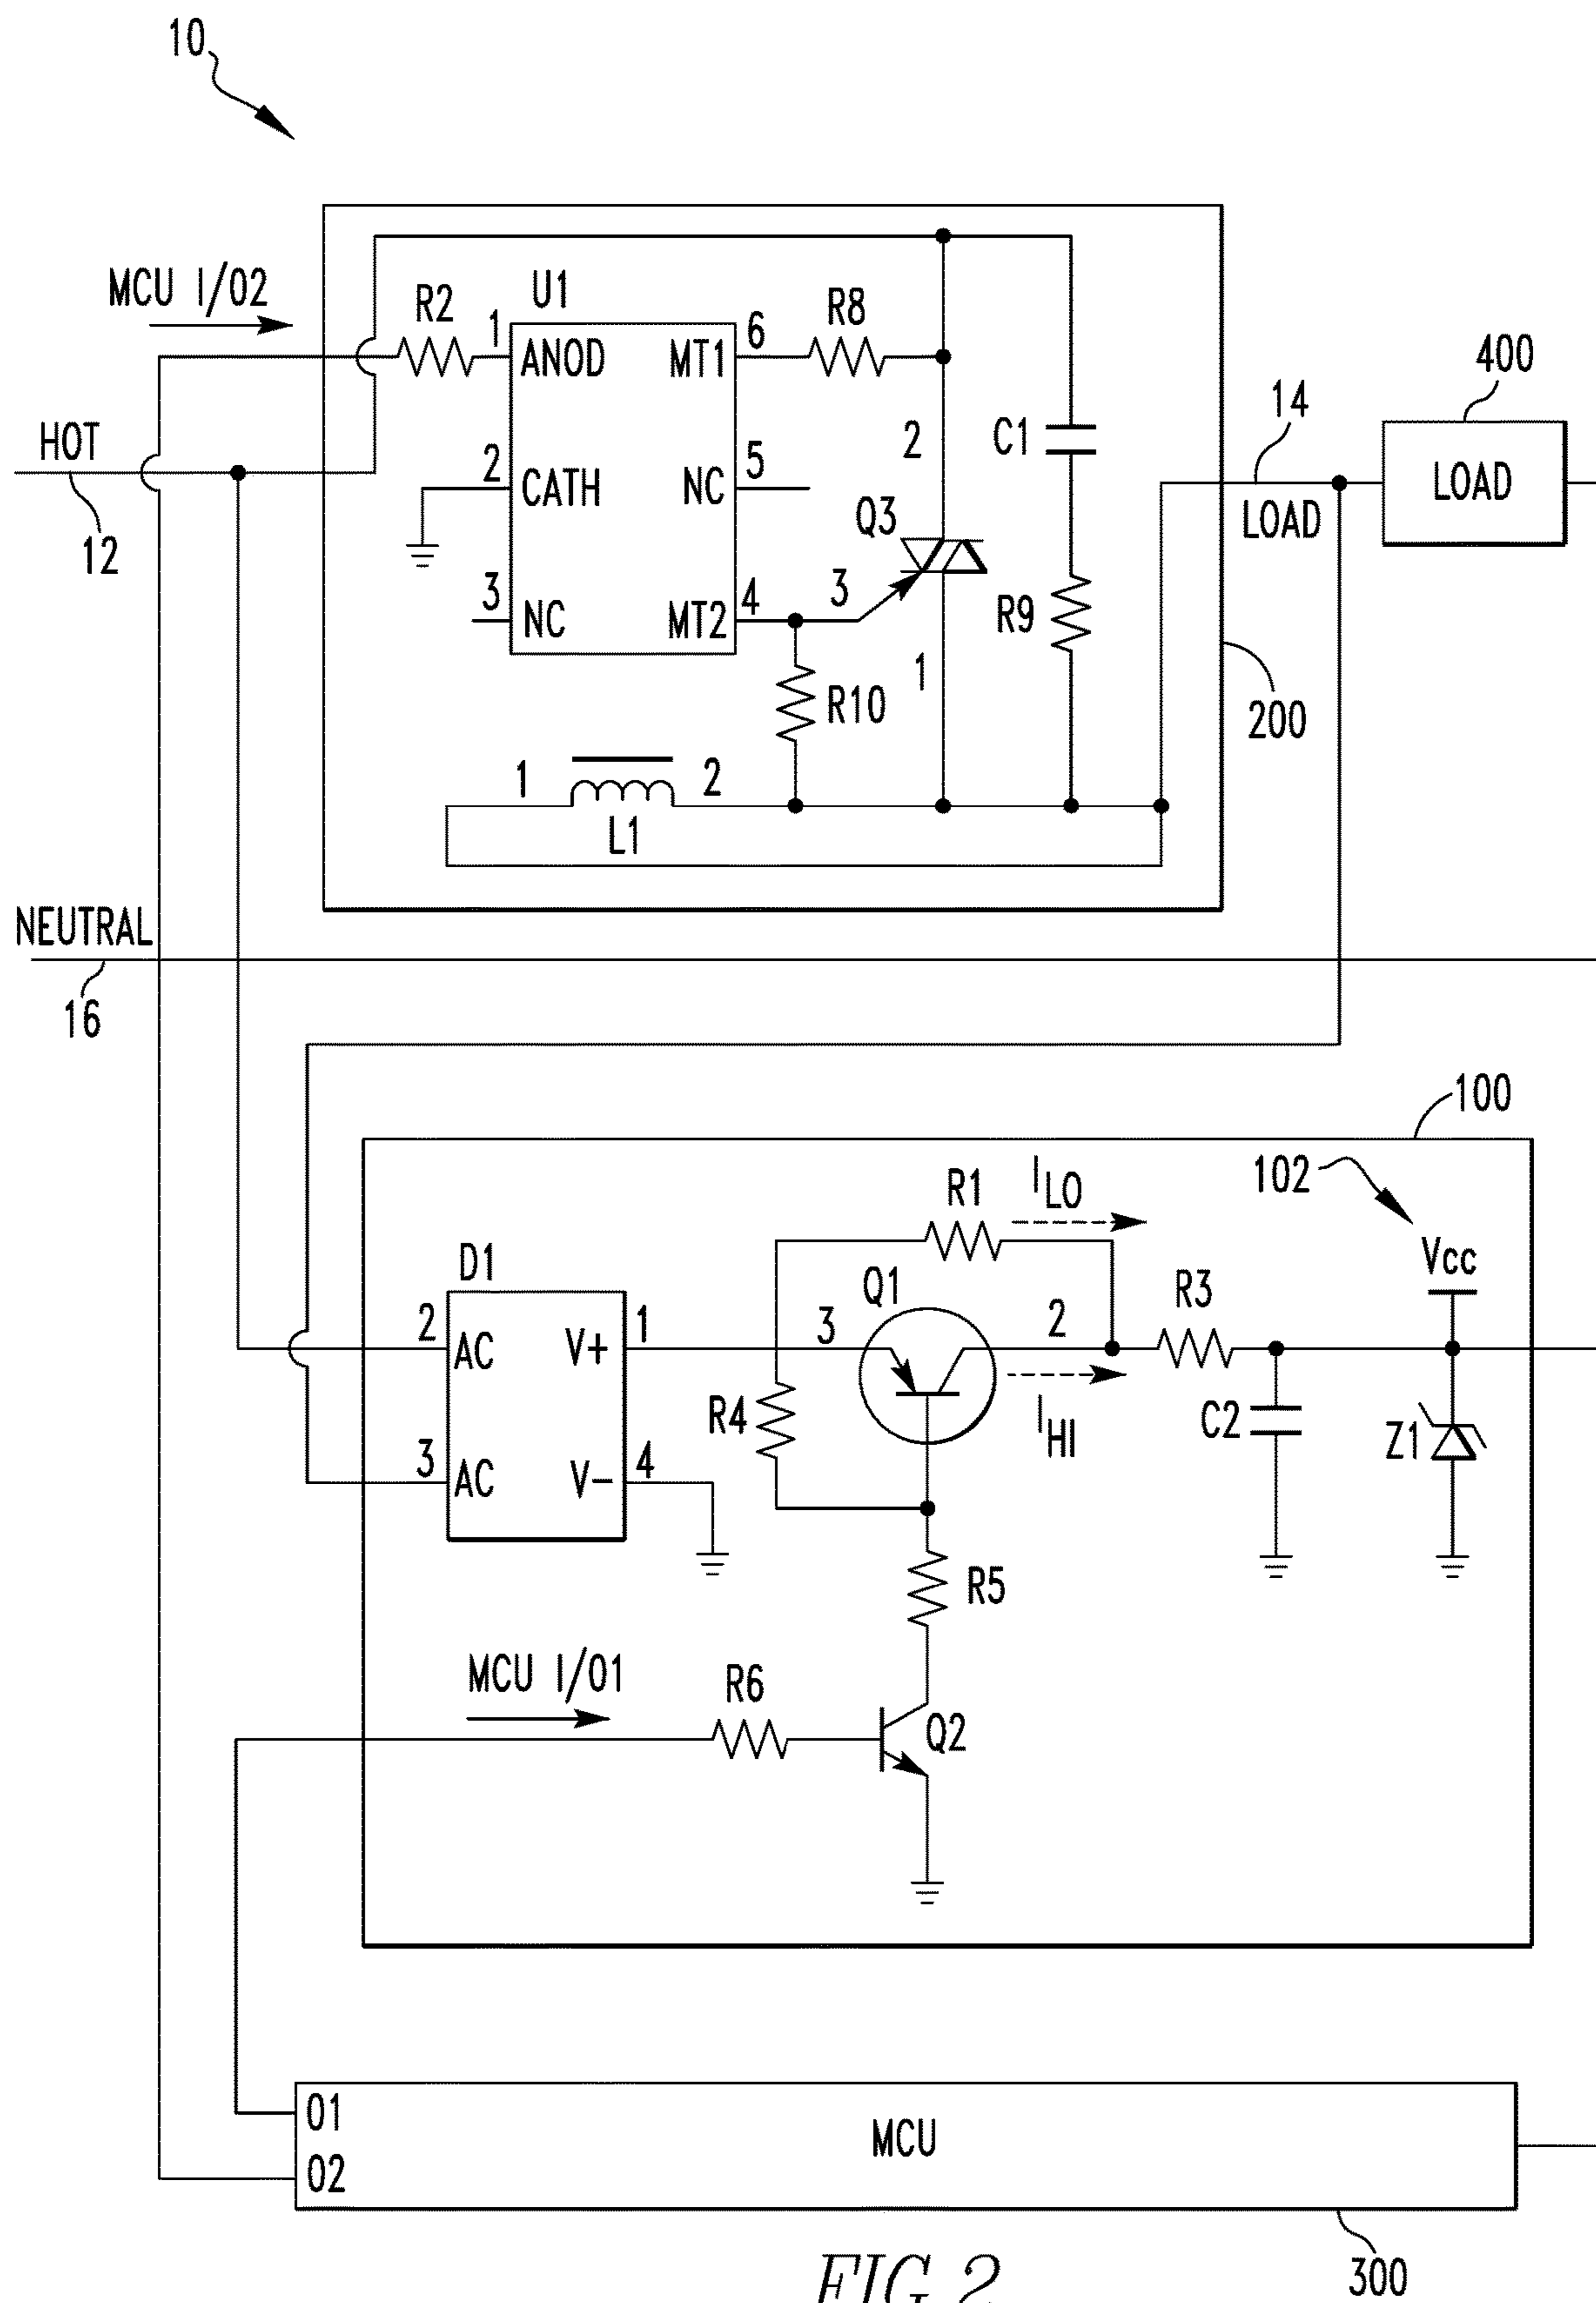 10
MCU I/O2
R2
1
U1
ANOD
MT1
6
R8
HOT
12
2
CATH
NC
5
2
C1
Q3
3
NC
MT2
4
3
R9
R10
1
1
2
L1
14
LOAD
400
LOAD
200
NEUTRAL
16
100
102
Vcc
R1
ILO
D1
2
AC
V+
1
3
Q1
2
R3
IHI
R4
C2
Z1
3
AC
V-
4
R5
MCU I/O1
R6
Q2
01
02
MCU
300
FIG.2